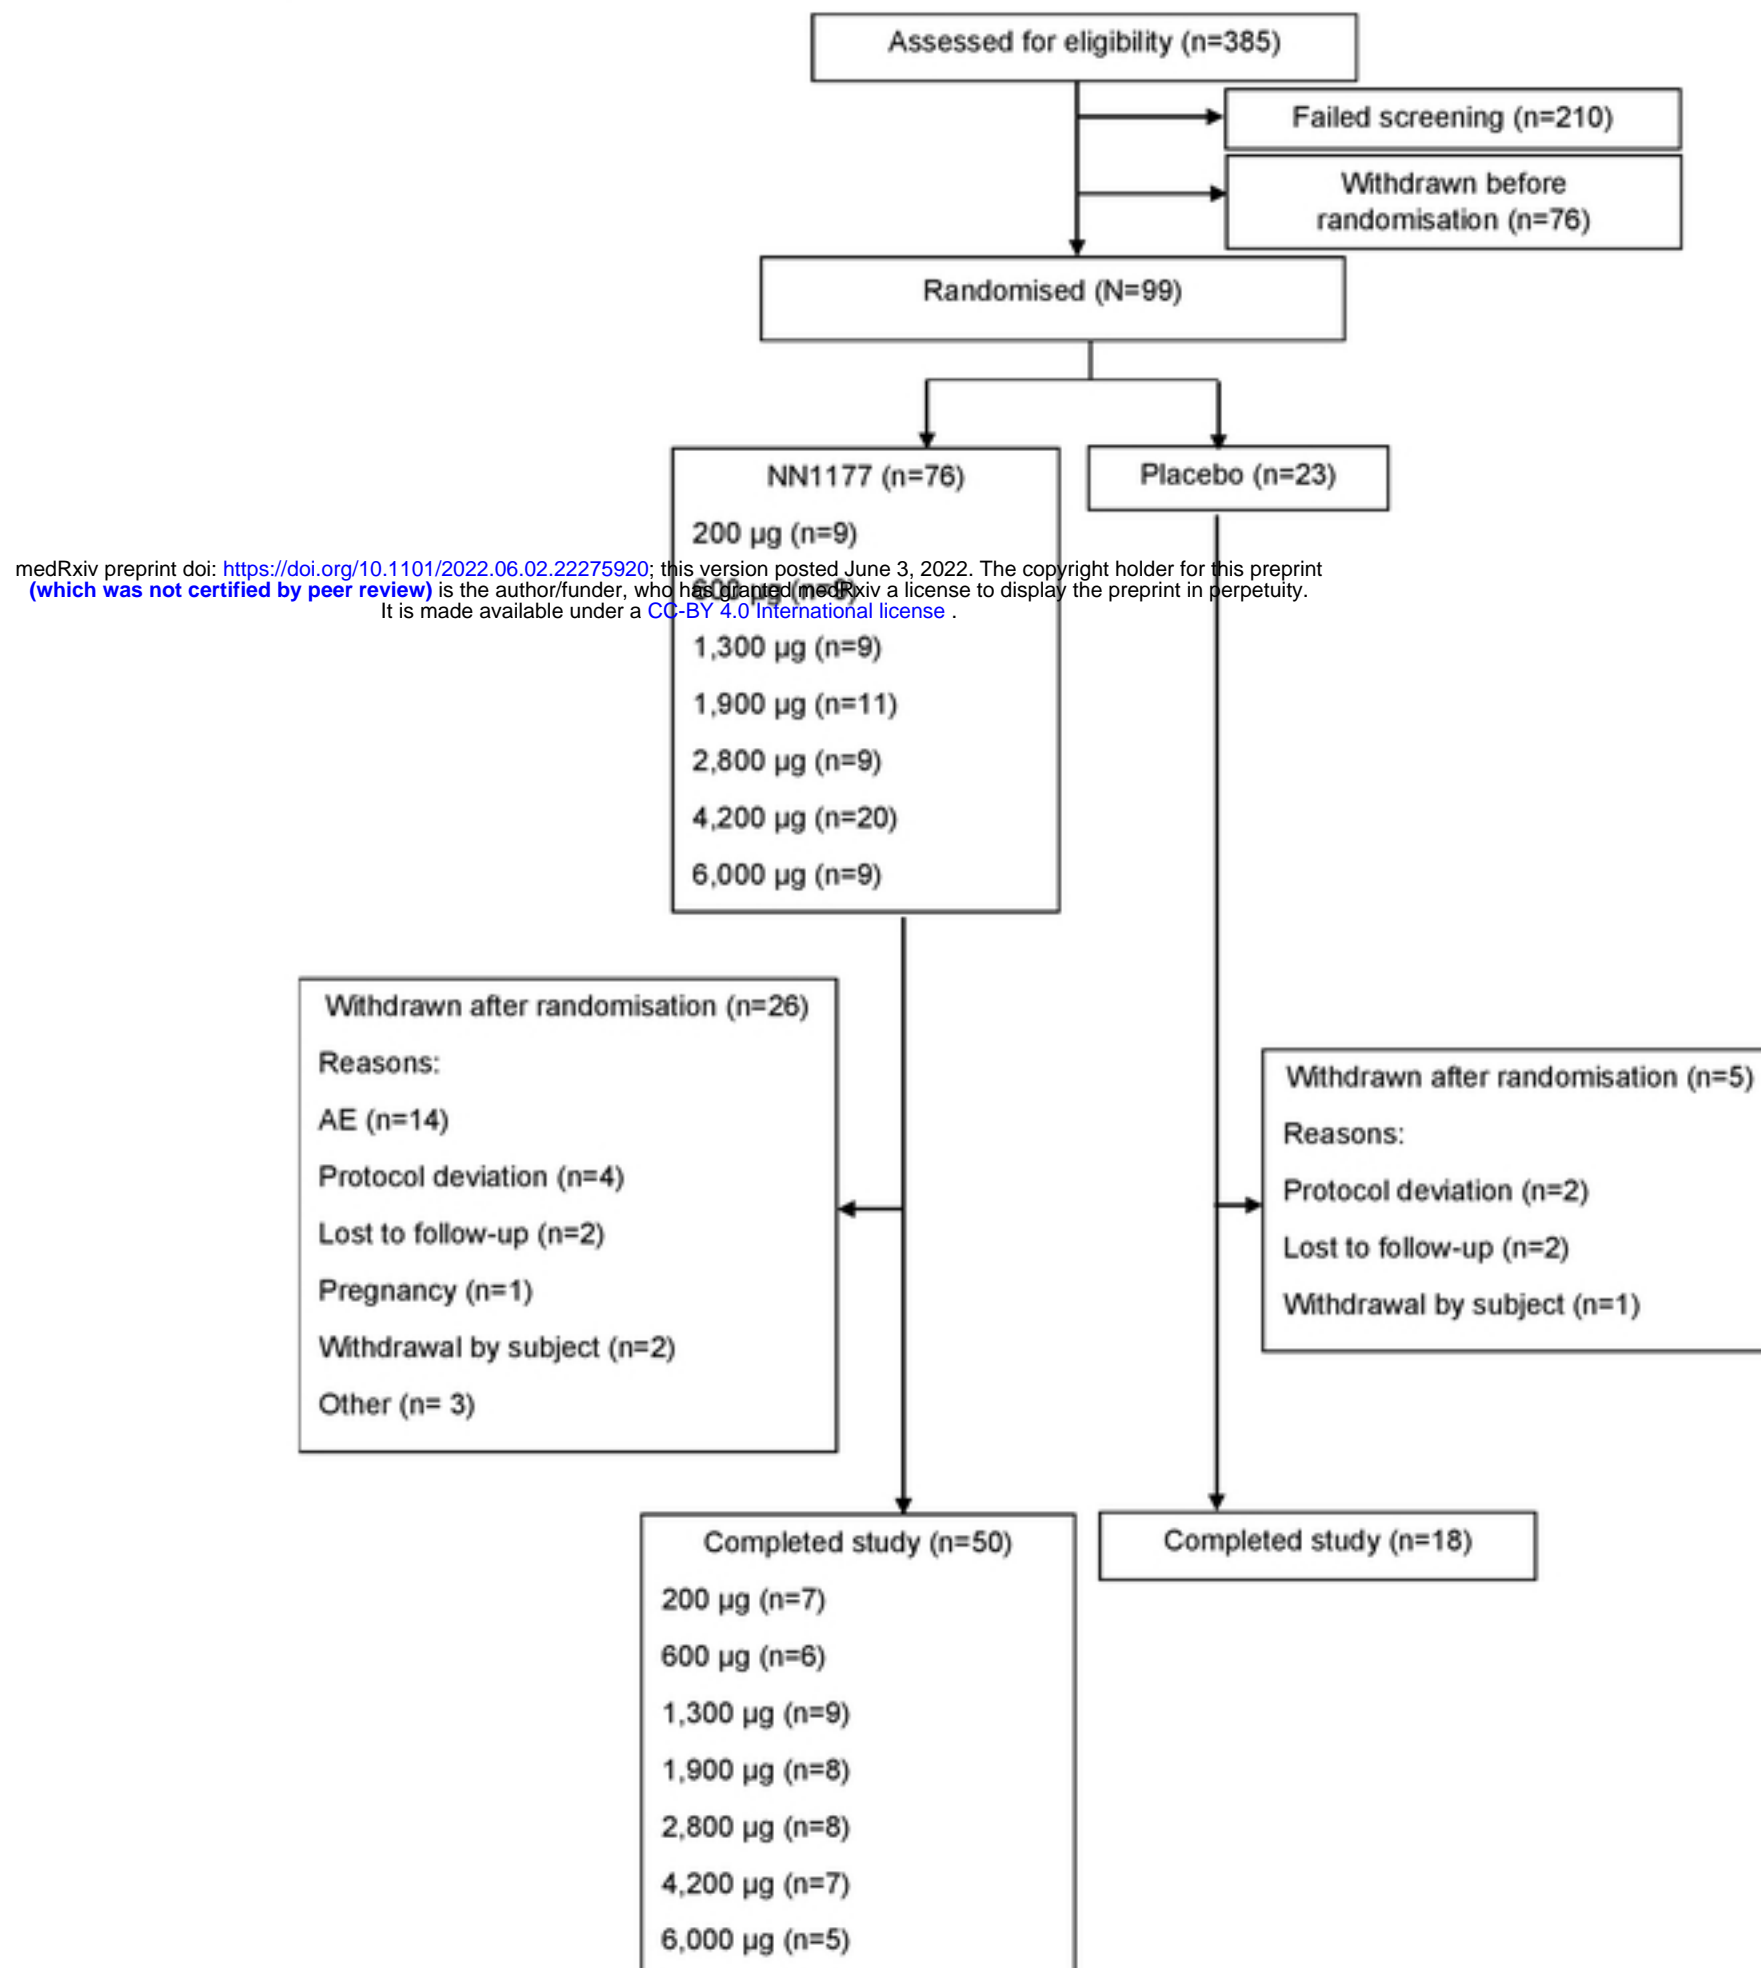 Assessed for eligibility (n=385)
Failed screening (n=210)
Withdrawn before
randomisation (n=76)
Randomised (N=99)
NN1177 (n=76)
200 µg (n=9)
Placebo (n=23)
medRxiv preprint doi: https://doi.org/10.1101/2022.06.02.22275920; this version posted June 3, 2022. The copyright holder for this preprint
(which was not certified by peer review) is the author/funder, who has granted medRxiv a license to display the preprint in perpetuity.
It is made available under a CC-BY 4.0 International license .
600 µg (n=9)
1,300 µg (n=9)
1,900 µg (n=11)
2,800 µg (n=9)
4,200 µg (n=20)
6,000 µg (n=9)
Withdrawn after randomisation (n=26)
Reasons:
AE (n=14)
Protocol deviation (n=4)
Lost to follow-up (n=2)
Pregnancy (n=1)
Withdrawal by subject (n=2)
Other (n= 3)
Withdrawn after randomisation (n=5)
Reasons:
Protocol deviation (n=2)
Lost to follow-up (n=2)
Withdrawal by subject (n=1)
Completed study (n=50)
200 µg (n=7)
600 µg (n=6)
1,300 µg (n=9)
1,900 µg (n=8)
2,800 µg (n=8)
4,200 µg (n=7)
6,000 µg (n=5)
Completed study (n=18)